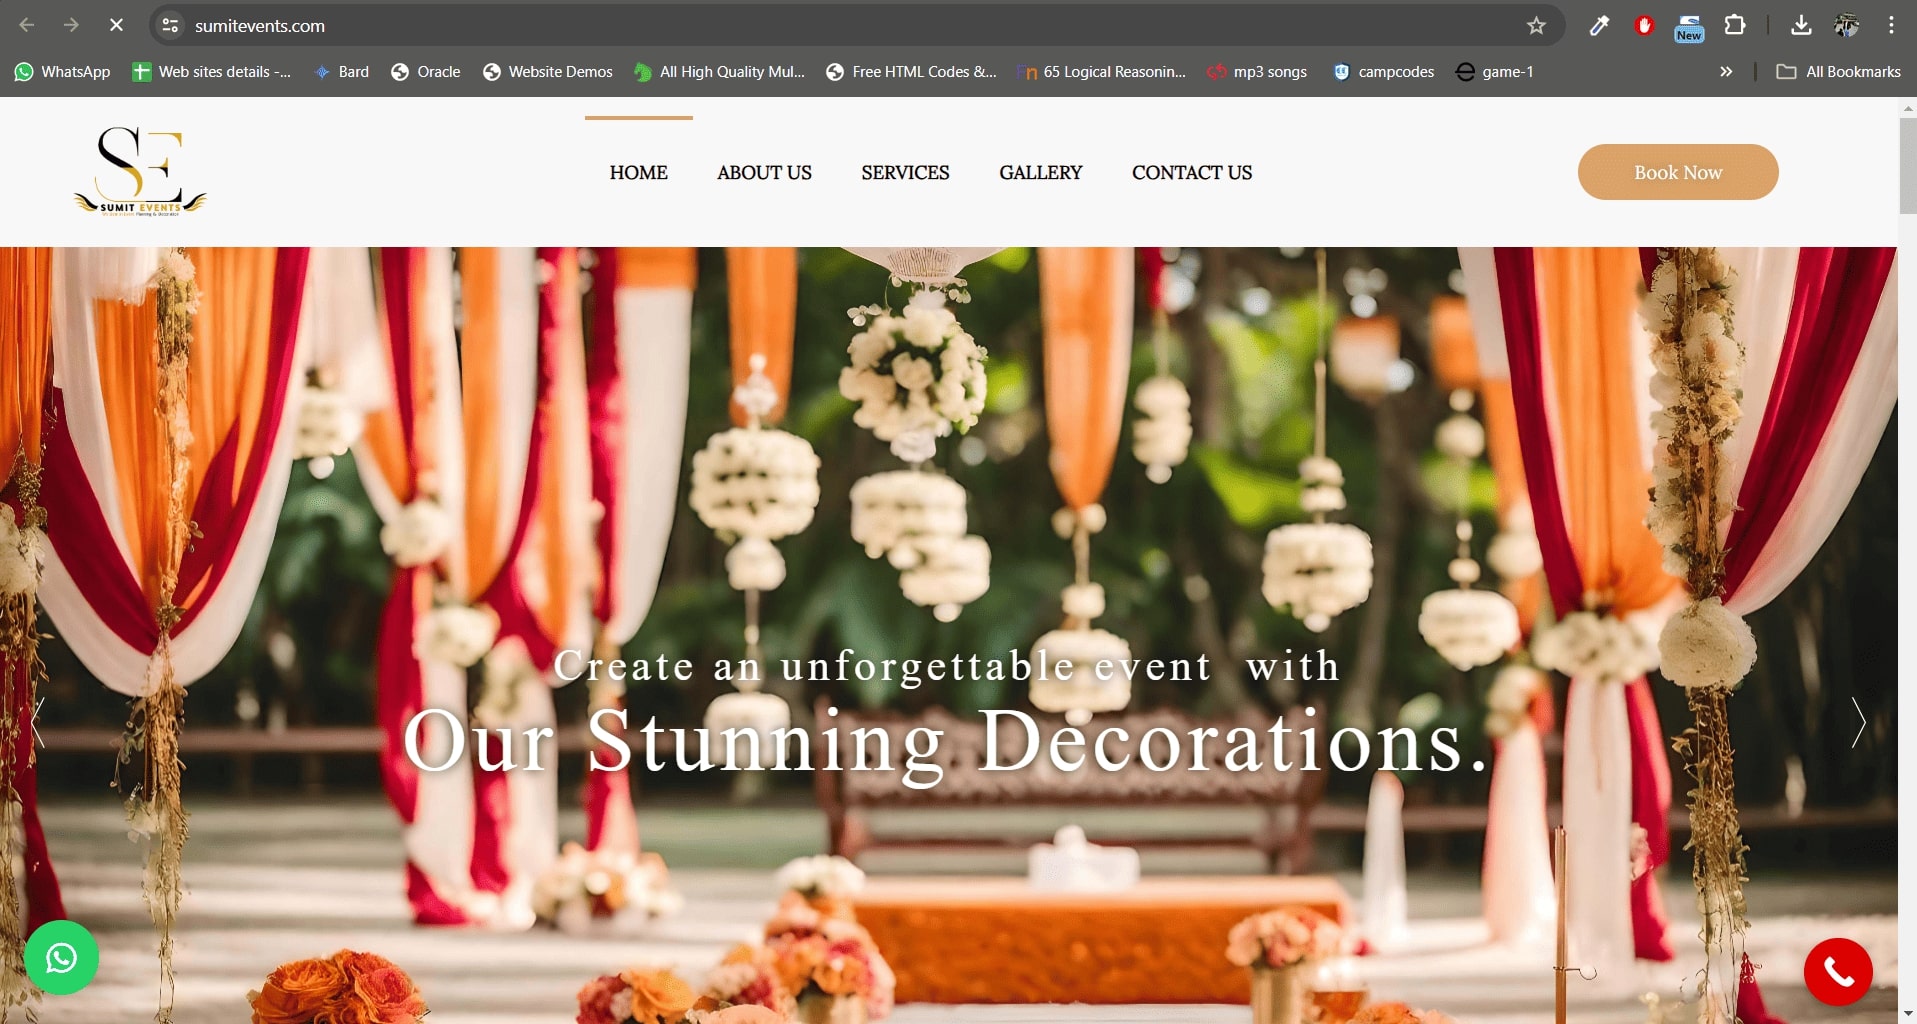 sumitevents.com
New
WhatsApp
Web sites details -...
Bard
Oracle
Website Demos
All High Quality Mul...
Free HTML Codes &...
65 Logical Reasonin...
mp3 songs
campcodes
game-1
All Bookmarks
SE
SUMIT EVENTS
HOME
ABOUT US
SERVICES
GALLERY
CONTACT US
Book Now
Create an unforgettable event with
Our Stunning Decorations.